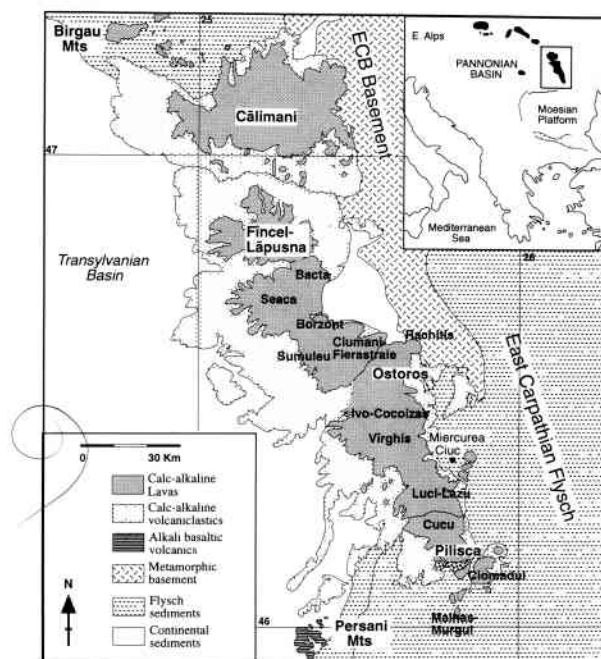 25
Birgau
Mts
E. Alps
PANNONIAN
BASIN
Moesian
Platform
Mediterranean
Sea
ECB Basement
Călimani
47
Fincel-
Lăpusna
26
Transylvanian
Basin
Bacta
Seaca
Borzont
Rachitis
Ciumani-
Fierastraie
Sumuleu
Ostoros
East Carpathian Flysch
Ivo-Cocoizas
Virghis
Miercurea
Ciuc
Luci-Lazu
Cucu
Pilisca
Ciomadul
Malnas-
Murgul
46
Persani
Mts
0 30 Km
Calc-alkaline
Lavas
Calc-alkaline
volcaniclastics
Alkali basaltic
volcanics
Metamorphic
basement
Flysch
sediments
Continental
sediments
N